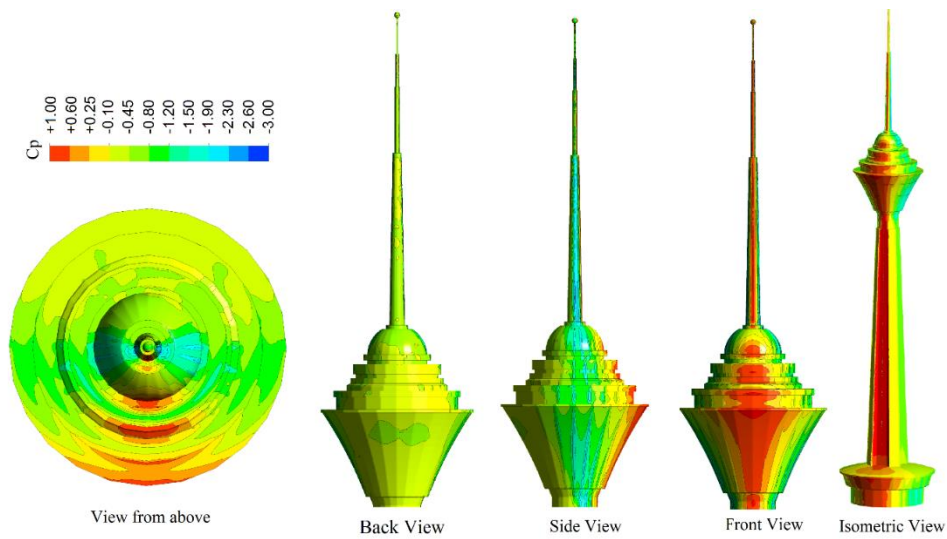 Cp
+1.00
+0.60
+0.25
-0.10
-0.45
-0.80
-1.20
-1.50
-1.90
-2.30
-2.60
-3.00
View from above
Back View
Side View
Front View
Isometric View